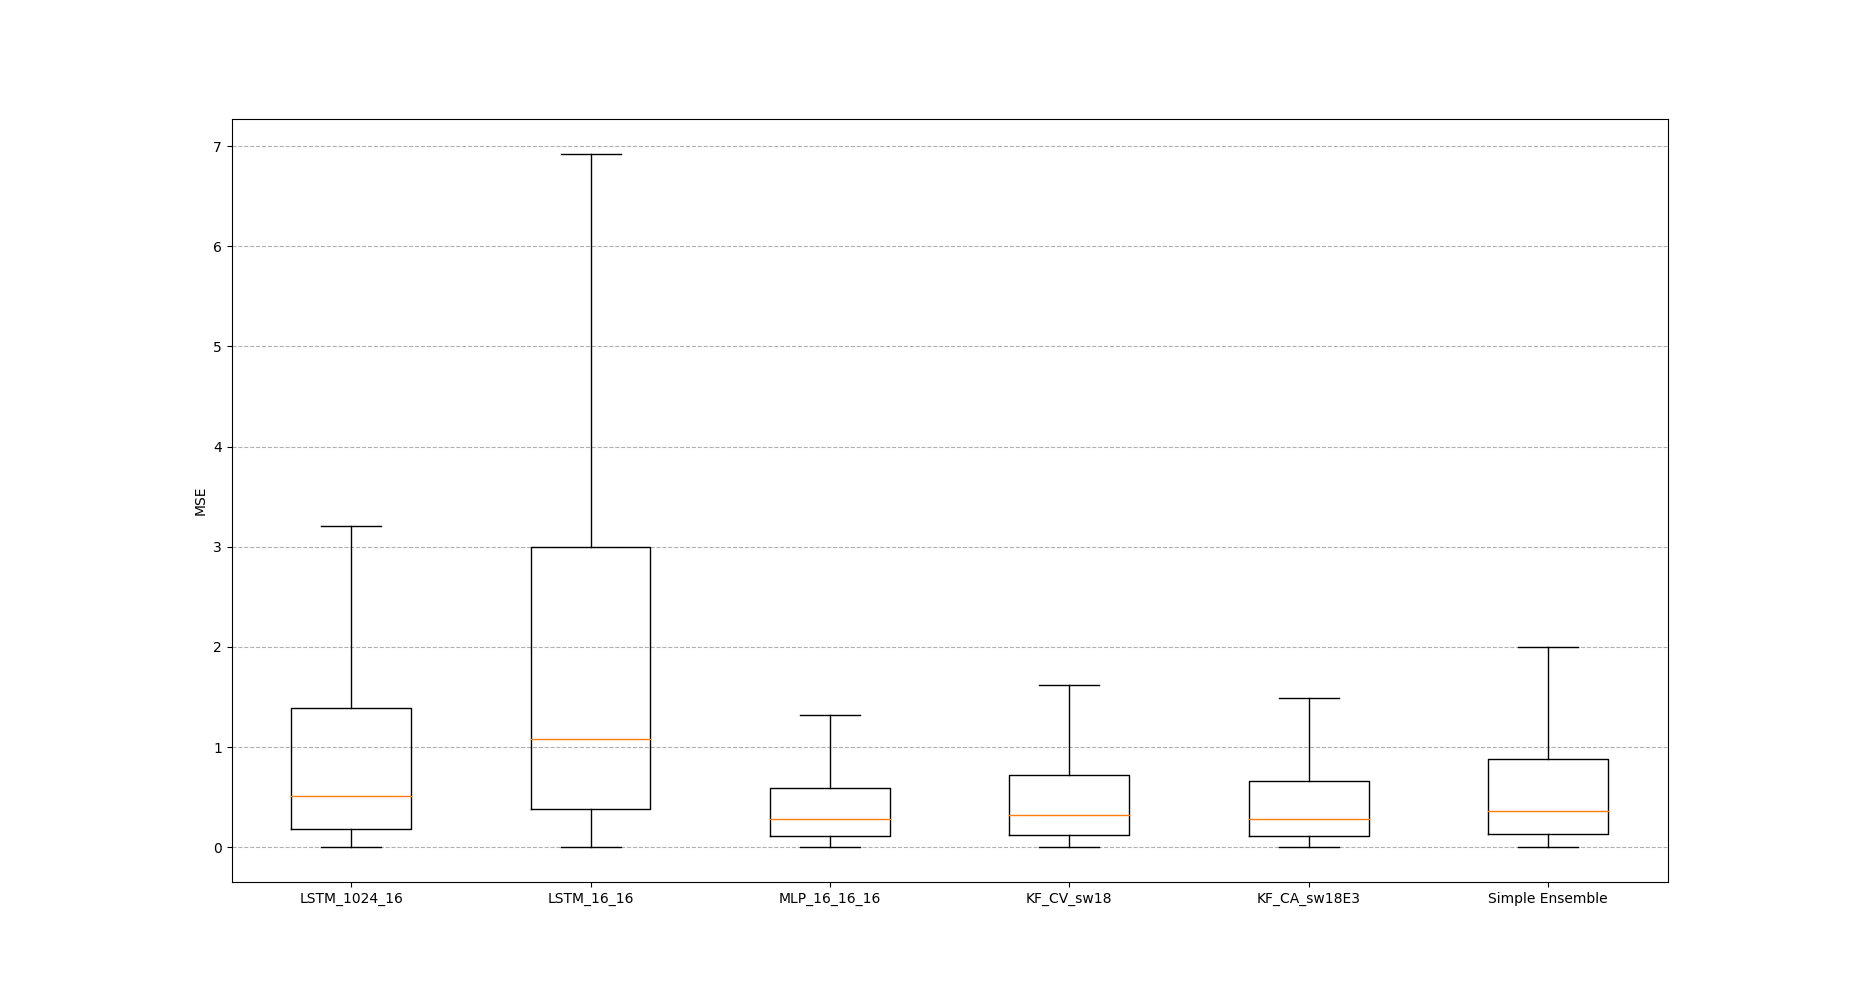 7
6
5
4
3
2
1
0
MSE
LSTM_1024_16
LSTM_16_16
MLP_16_16_16
KF_CV_sw18
KF_CA_sw18E3
Simple Ensemble